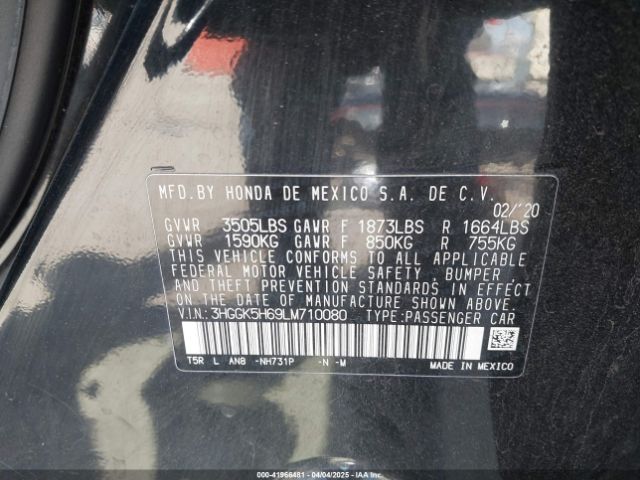 MFD. BY HONDA DE MEXICO S.A. DE C.V.
02/'20
GVWR 3505LBS GAWR F 1873LBS R 1664LBS
GVWR 1590KG GAWR F 850KG R 755KG
THIS VEHICLE CONFORMS TO ALL APPLICABLE
FEDERAL MOTOR VEHICLE SAFETY, BUMPER
AND THEFT PREVENTION STANDARDS IN EFFECT
ON THE DATE OF MANUFACTURE SHOWN ABOVE.
V.I.N.: 3HGGK5H69LM710080 TYPE:PASSENGER CAR
T5R L AN8 -NH731P -N -M MADE IN MEXICO
000-41966481 - 04/04/2025 - IAAI.COM